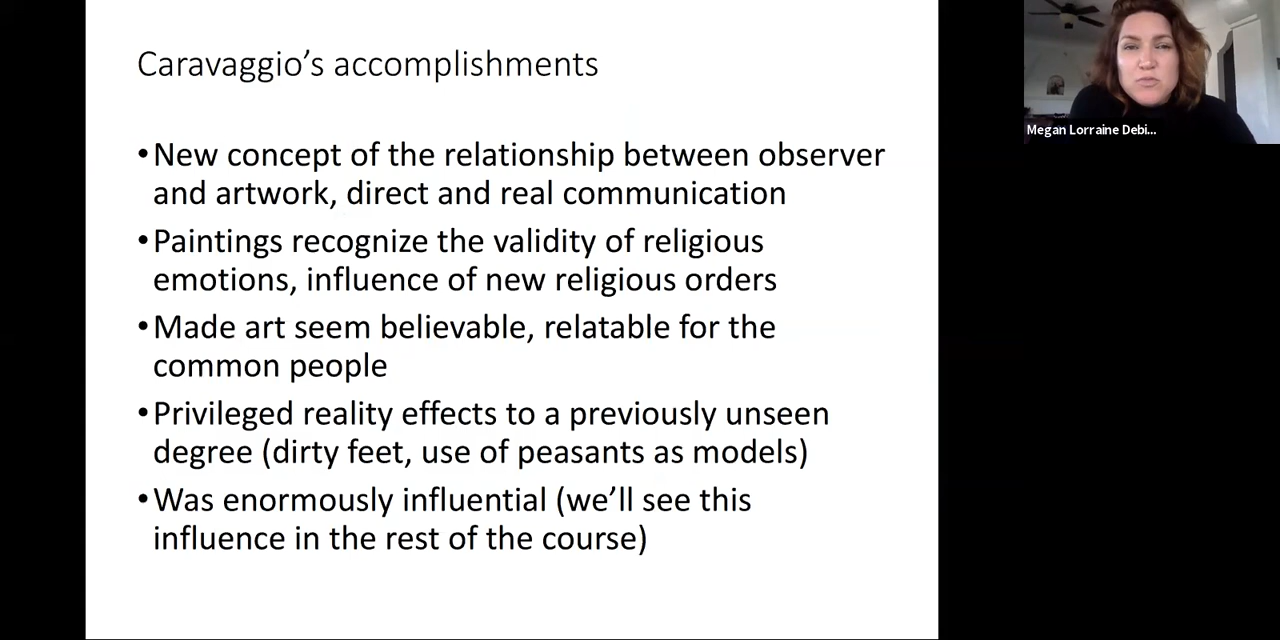 Caravaggio’s accomplishments
•New concept of the relationship between observer
and artwork, direct and real communication
•Paintings recognize the validity of religious
emotions, influence of new religious orders
•Made art seem believable, relatable for the
common people
•Privileged reality effects to a previously unseen
degree (dirty feet, use of peasants as models)
•Was enormously influential (we’ll see this
influence in the rest of the course)
Megan Lorraine Debi...